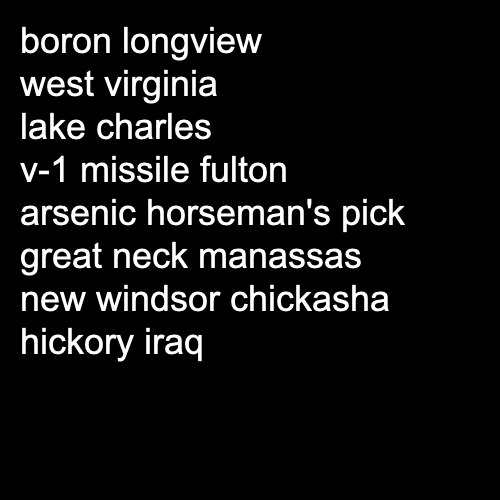 boron longview
west virginia
lake charles
v-1 missile fulton
arsenic horseman's pick
great neck manassas
new windsor chickasha
hickory iraq